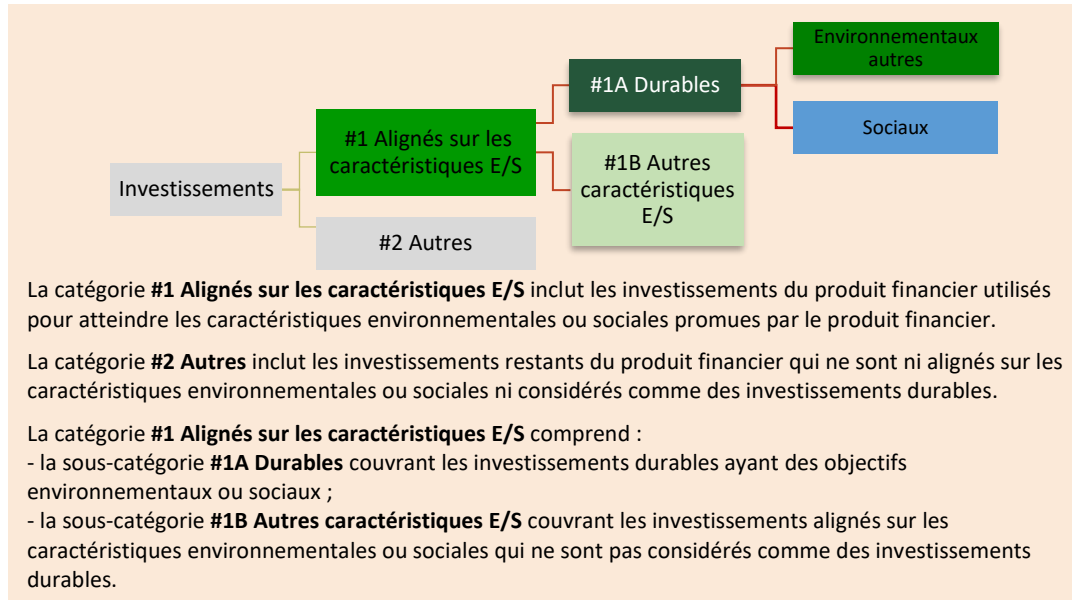 Environnementaux
autres
#1A Durables
Sociaux
#1 Alignés sur les
caractéristiques E/S
#1B Autres
caractéristiques
E/S
Investissements
#2 Autres
La catégorie #1 Alignés sur les caractéristiques E/S inclut les investissements du produit financier utilisés
pour atteindre les caractéristiques environnementales ou sociales promues par le produit financier.
La catégorie #2 Autres inclut les investissements restants du produit financier qui ne sont ni alignés sur les
caractéristiques environnementales ou sociales ni considérés comme des investissements durables.
La catégorie #1 Alignés sur les caractéristiques E/S comprend :
- la sous-catégorie #1A Durables couvrant les investissements durables ayant des objectifs
environnementaux ou sociaux ;
- la sous-catégorie #1B Autres caractéristiques E/S couvrant les investissements alignés sur les
caractéristiques environnementales ou sociales qui ne sont pas considérés comme des investissements
durables.